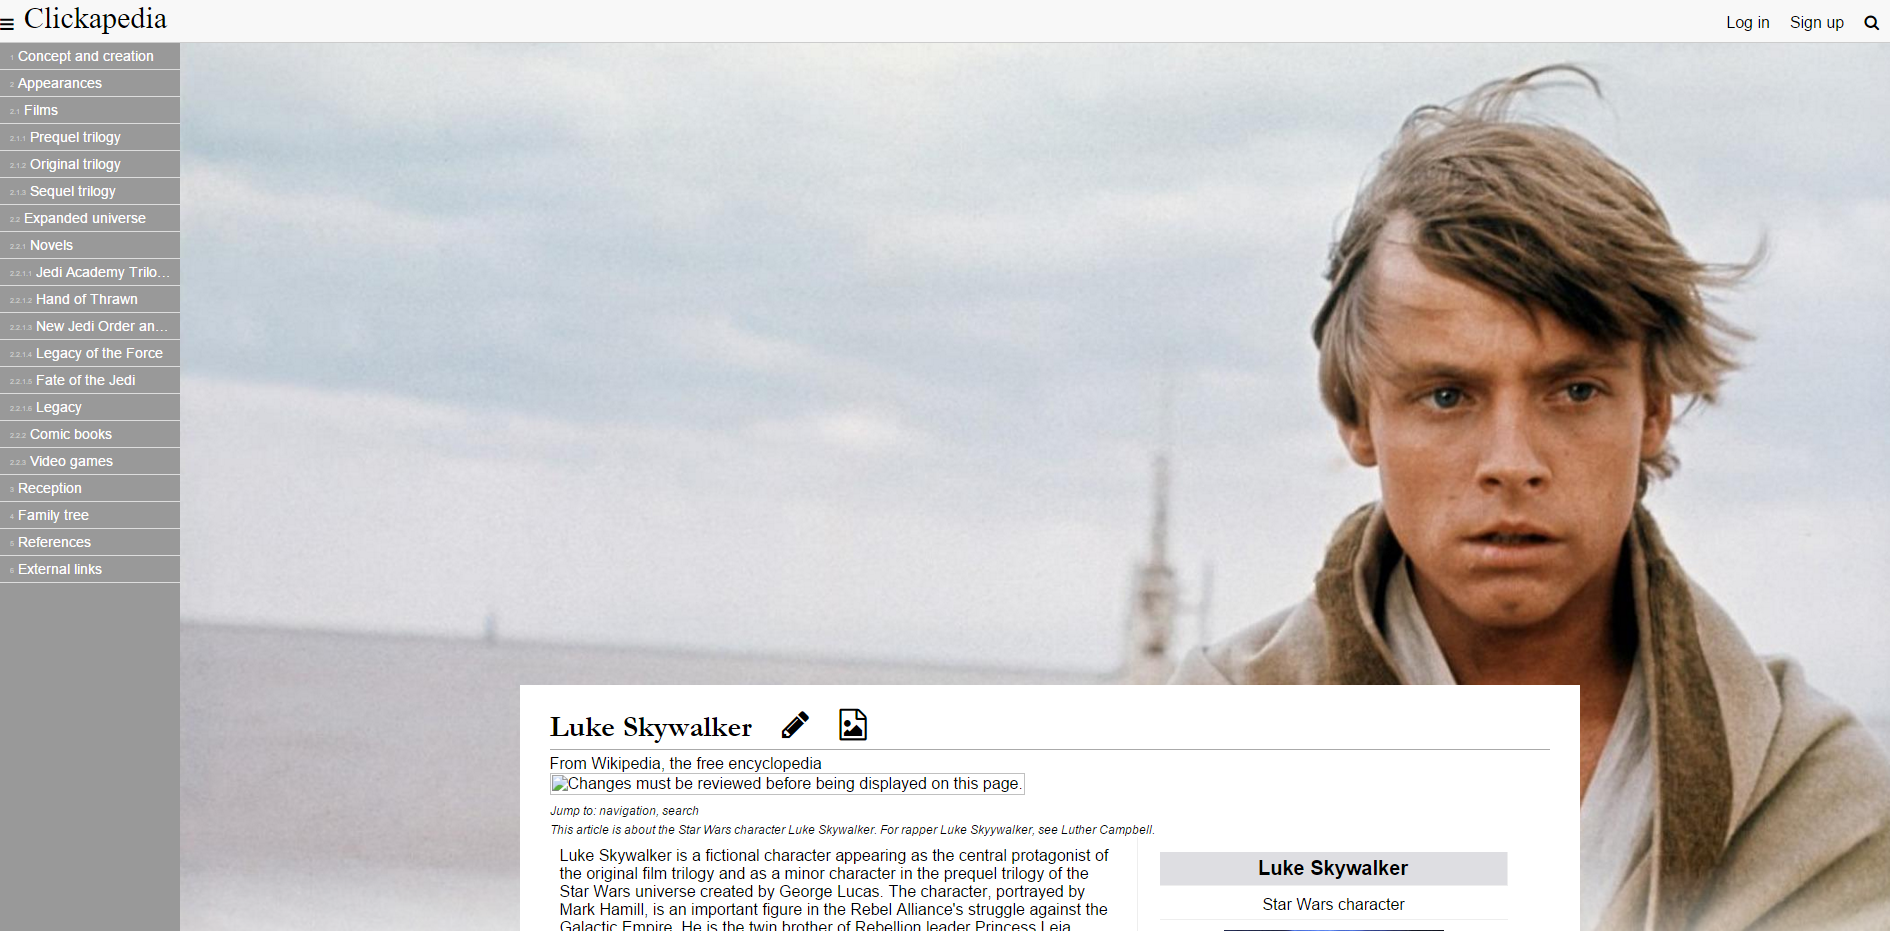 Clickapedia
Log in Sign up
1 Concept and creation
2 Appearances
2.1 Films
2.1.1 Prequel trilogy
2.1.2 Original trilogy
2.1.3 Sequel trilogy
2.2 Expanded universe
2.2.1 Novels
2.2.1.1 Jedi Academy Trilo...
2.2.1.2 Hand of Thrawn
2.2.1.3 New Jedi Order an...
2.2.1.4 Legacy of the Force
2.2.1.5 Fate of the Jedi
2.2.1.6 Legacy
2.2.2 Comic books
2.2.3 Video games
3 Reception
4 Family tree
5 References
6 External links
Luke Skywalker
From Wikipedia, the free encyclopedia
Changes must be reviewed before being displayed on this page.
Jump to: navigation, search
This article is about the Star Wars character Luke Skywalker. For rapper Luke Skyywalker, see Luther Campbell.
Luke Skywalker is a fictional character appearing as the central protagonist of
the original film trilogy and as a minor character in the prequel trilogy of the
Star Wars universe created by George Lucas. The character, portrayed by
Mark Hamill, is an important figure in the Rebel Alliance's struggle against the
Galactic Empire. He is the twin brother of Rebellion leader Princess Leia
Luke Skywalker
Star Wars character